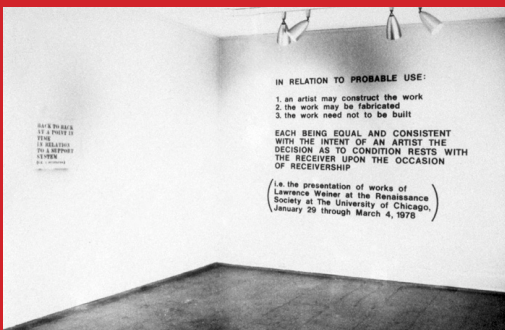 BACK TO BACK
AT A POINT IN
TIME
IN RELATION
TO A SUPPORT
SYSTEM
IN RELATION TO PROBABLE USE:
1. an artist may construct the work
2. the work may be fabricated
3. the work need not to be built
EACH BEING EQUAL AND CONSISTENT
WITH THE INTENT OF AN ARTIST THE
DECISION AS TO CONDITION RESTS WITH
THE RECEIVER UPON THE OCCASION
OF RECEIVERSHIP
(i.e. the presentation of works of
Lawrence Weiner at the Renaissance
Society at The University of Chicago,
January 29 through March 4, 1978)